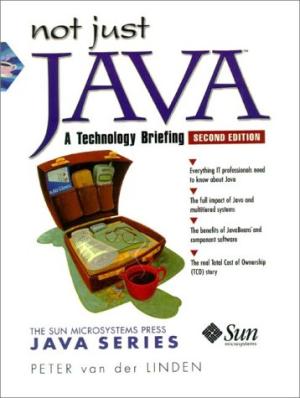 not just
JAVA™
A Technology Briefing SECOND EDITION
Everything IT professionals need
to know about Java
The full impact of Java and
multitiered systems
The benefits of JavaBeans™ and
component software
The real Total Cost of Ownership
(TCO) story
THE SUN MICROSYSTEMS PRESS
JAVA SERIES
Sun
microsystems
PETER van der LINDEN